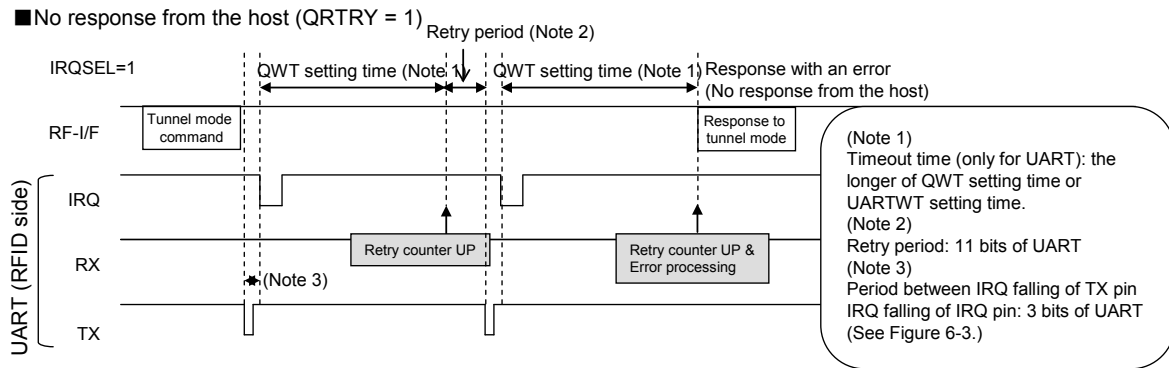 ■No response from the host (QRTRY = 1)
Retry period (Note 2)
IRQSEL=1
QWT setting time (Note 1)
QWT setting time (Note 1)
Response with an error
(No response from the host)
RF-I/F
Tunnel mode
command
Response to
tunnel mode
UART (RFID side)
IRQ
RX
TX
Retry counter UP
Retry counter UP &
Error processing
(Note 3)
(Note 1)
Timeout time (only for UART): the
longer of QWT setting time or
UARTWT setting time.
(Note 2)
Retry period: 11 bits of UART
(Note 3)
Period between IRQ falling of TX pin
IRQ falling of IRQ pin: 3 bits of UART
(See Figure 6-3.)